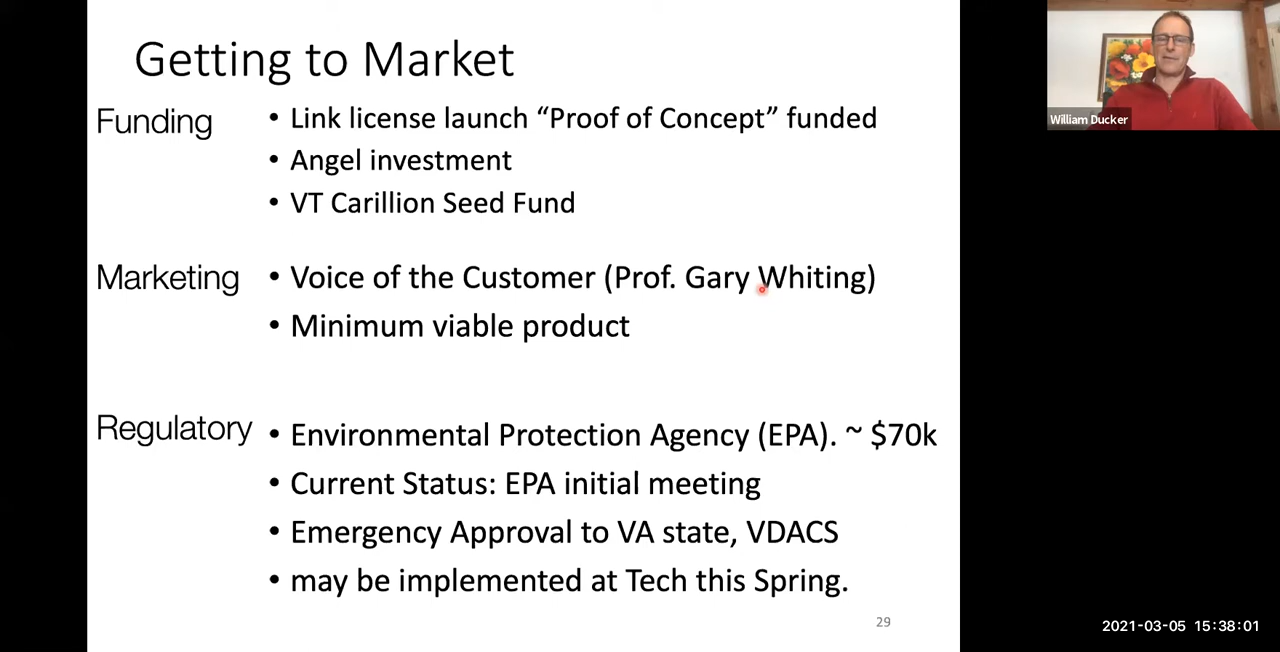 Getting to Market
Funding
• Link license launch “Proof of Concept” funded
• Angel investment
• VT Carillion Seed Fund
Marketing
• Voice of the Customer (Prof. Gary Whiting)
• Minimum viable product
Regulatory
• Environmental Protection Agency (EPA). ~ $70k
• Current Status: EPA initial meeting
• Emergency Approval to VA state, VDACS
• may be implemented at Tech this Spring.
29
William Ducker
2021-03-05 15:38:01